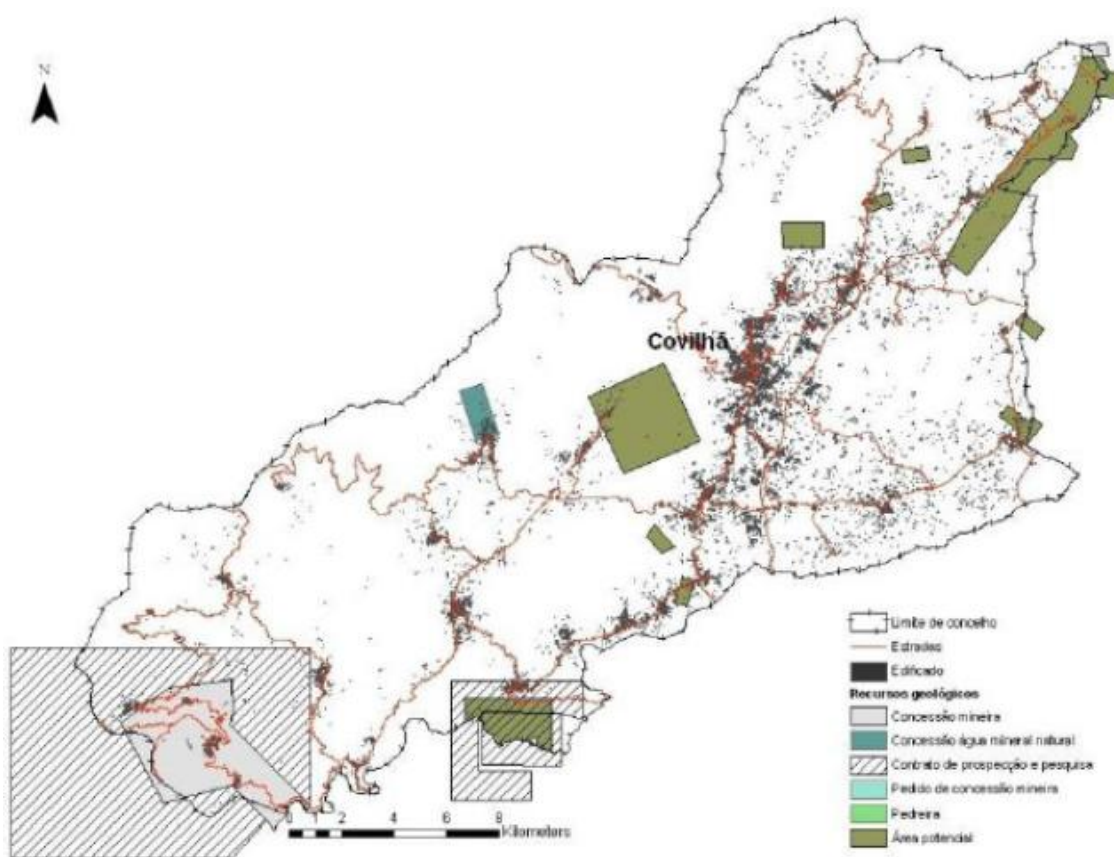 N
Covilhã
Limite de concelho
Estradas
Edificado
Recursos geológicos
Concessão mineira
Concessão água mineral natural
Contrato de prospecção e pesquisa
Pedido de concessão mineira
Pedreira
Área potencial
0 1 2 4 6 8
Kilometers